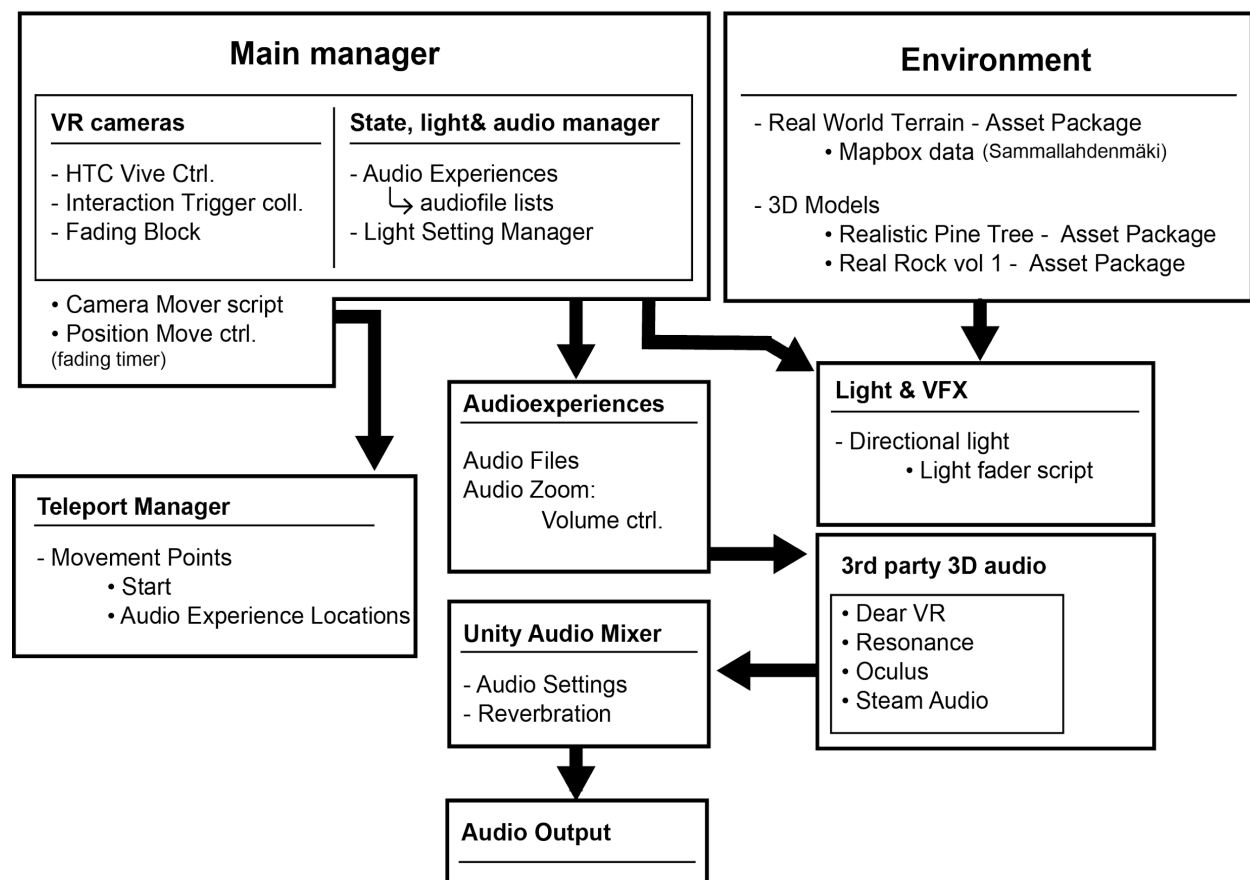 Main manager
VR cameras
- HTC Vive Ctrl.
- Interaction Trigger coll.
- Fading Block
State, light& audio manager
- Audio Experiences
audiofile lists
- Light Setting Manager
• Camera Mover script
• Position Move ctrl.
(fading timer)
Environment
- Real World Terrain - Asset Package
• Mapbox data (Sammallahdenmäki)
- 3D Models
• Realistic Pine Tree - Asset Package
• Real Rock vol 1 - Asset Package
Teleport Manager
- Movement Points
• Start
• Audio Experience Locations
Audioexperiences
Audio Files
Audio Zoom:
Volume ctrl.
Light & VFX
- Directional light
• Light fader script
3rd party 3D audio
• Dear VR
• Resonance
• Oculus
• Steam Audio
Unity Audio Mixer
- Audio Settings
- Reverbration
Audio Output